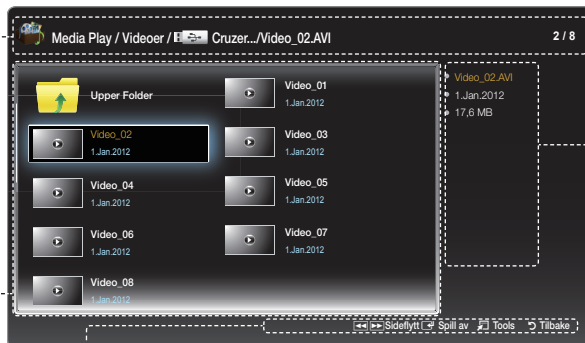 Media Play / Videoer / Cruzer.../Video_02.AVI
2 / 8
Upper Folder
Video_01
1.Jan.2012
Video_02
1.Jan.2012
Video_03
1.Jan.2012
Video_04
1.Jan.2012
Video_05
1.Jan.2012
Video_06
1.Jan.2012
Video_07
1.Jan.2012
Video_08
1.Jan.2012
Video_02.AVI
1.Jan.2012
17,6 MB
Sideflytt Spill av Tools Tilbake